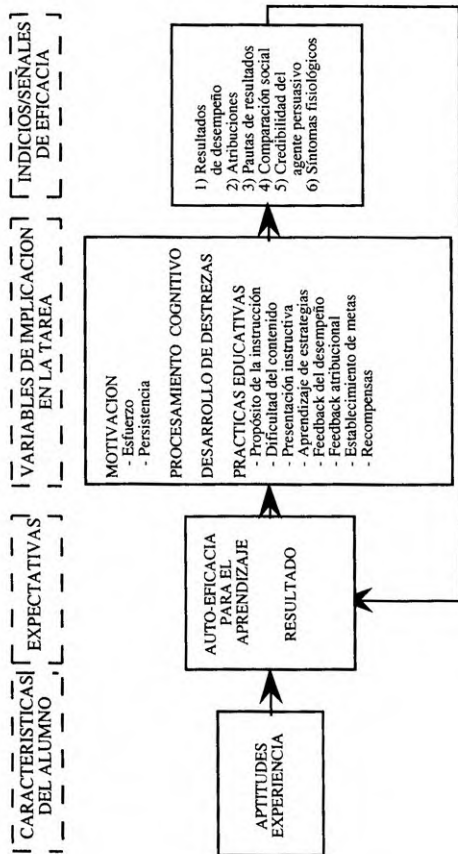 CARACTERISTICAS
DEL ALUMNO
EXPECTATIVAS
VARIABLES DE IMPLICACION
EN LA TAREA
INDICIOS/SEÑALES
DE EFICACIA
APTITUDES
EXPERIENCIA
AUTO-EFICACIA
PARA EL
APRENDIZAJE
RESULTADO
MOTIVACION
- Esfuerzo
- Persistencia
PROCESAMIENTO COGNITIVO
DESARROLLO DE DESTREZAS
PRACTICAS EDUCATIVAS
- Propósito de la instrucción
- Dificultad del contenido
- Presentación instructiva
- Aprendizaje de estrategias
- Feedback del desempeño
- Feedback atribucional
- Establecimiento de metas
- Recompensas
1) Resultados
de desempeño
2) Atribuciones
3) Pautas de resultados
4) Comparación social
5) Credibilidad del
agente persuasivo
6) Síntomas fisiológicos